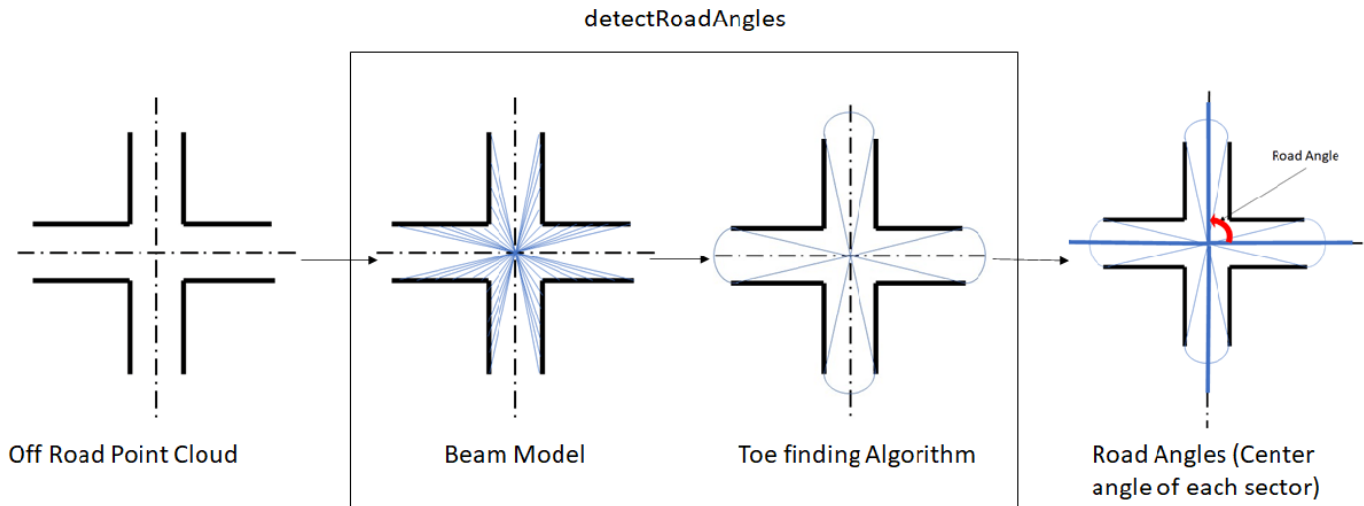 detectRoadAngles
Road Angle
Off Road Point Cloud
Beam Model
Toe finding Algorithm
Road Angles (Center
angle of each sector)